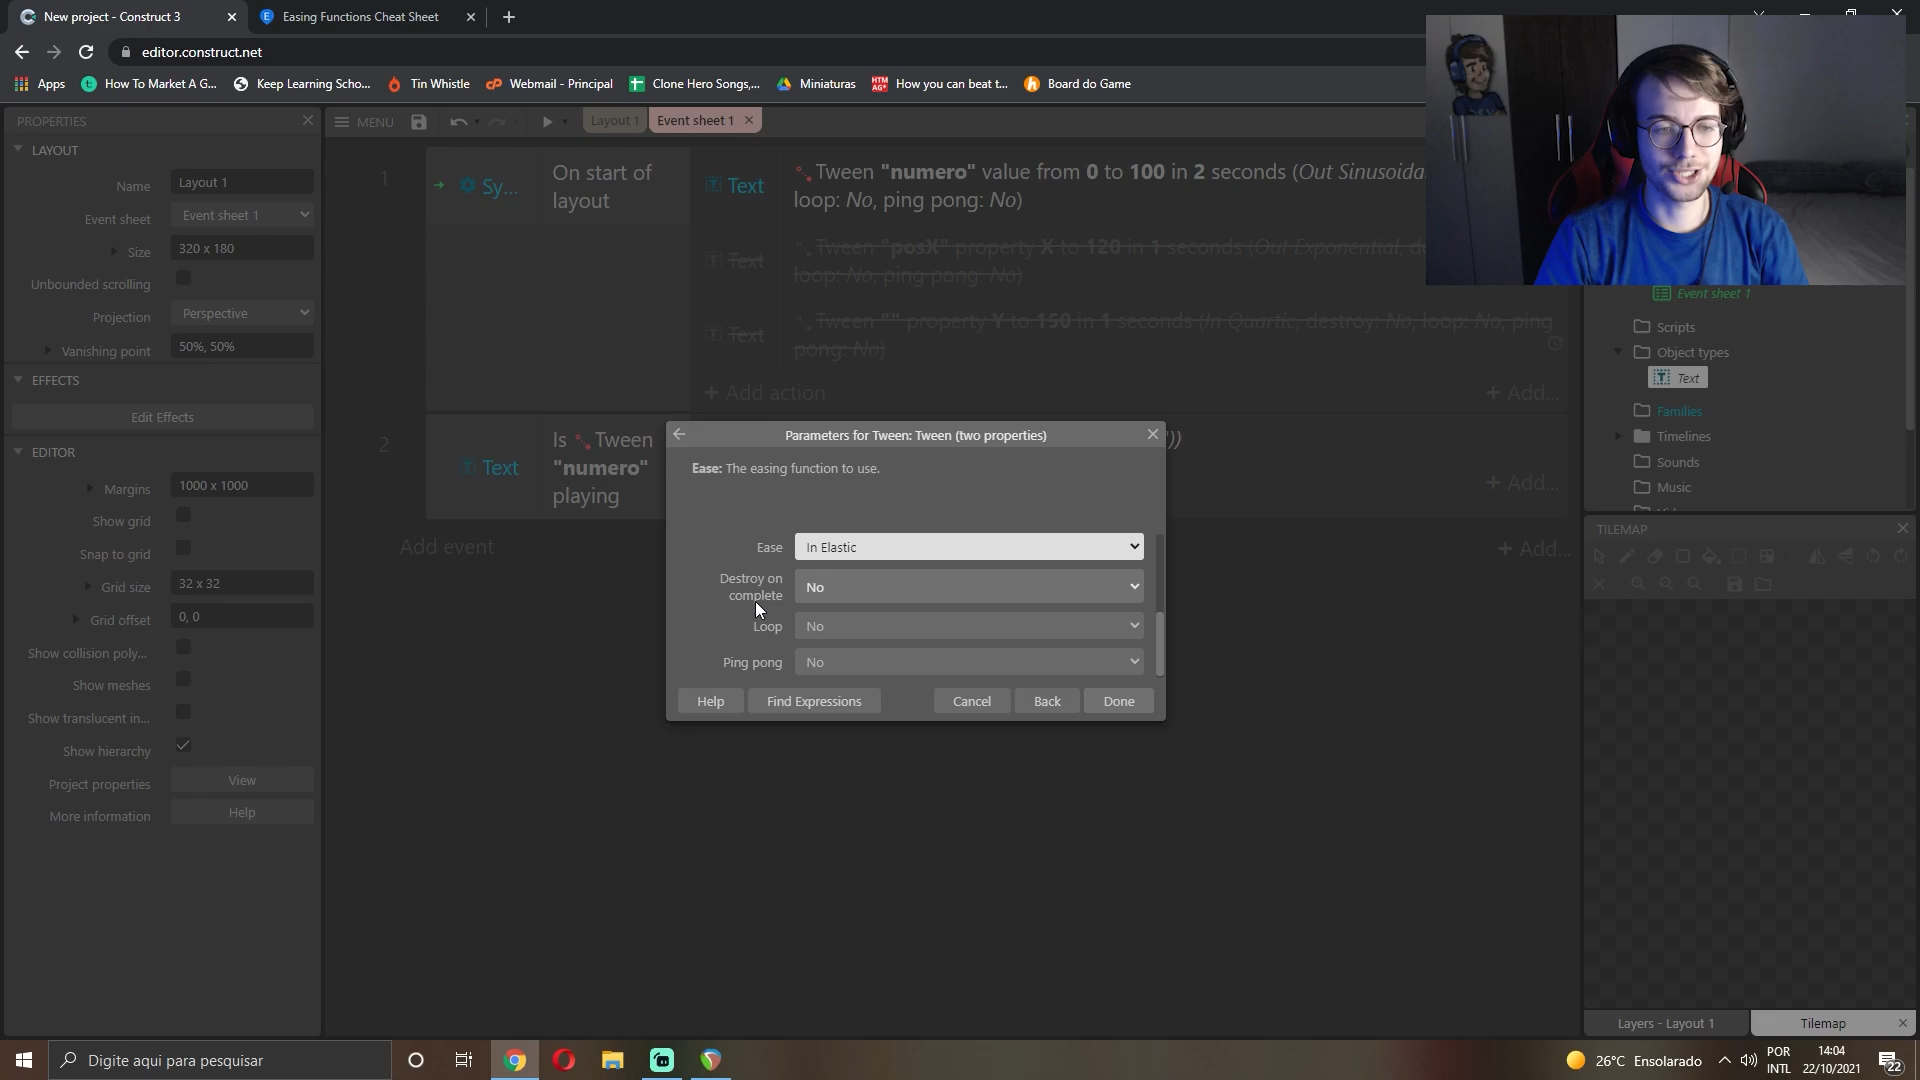 New project - Construct 3
Easing Functions Cheat Sheet
editor.construct.net
Apps
How To Market A G...
Keep Learning Scho...
Tin Whistle
Webmail - Principal
Clone Hero Songs,...
Miniaturas
How you can beat t...
Board do Game
PROPERTIES
MENU
Layout 1
Event sheet 1
LAYOUT
Name
Layout 1
Event sheet
Event sheet 1
Size
320 x 180
Unbounded scrolling
Projection
Perspective
Vanishing point
50%, 50%
EFFECTS
Edit Effects
EDITOR
Margins
1000 x 1000
Show grid
Snap to grid
Grid size
32 x 32
Grid offset
0, 0
Show collision poly...
Show meshes
Show translucent in...
Show hierarchy
Project properties
View
More information
Help
1
Sy...
On start of
layout
Text
Tween "numero" value from 0 to 100 in 2 seconds (Out Sinusoida
loop: No, ping pong: No)
Text
Tween "posX" property X to 120 in 1 seconds (Out Exponential, de
loop: No, ping pong: No)
Text
Tween "" property Y to 150 in 1 seconds (In Quartic, destroy: No, loop: No, ping
pong: No)
+ Add action
+ Add...
2
Text
Is Tween
"numero"
playing
"))
+ Add...
Add event
+ Add...
Parameters for Tween: Tween (two properties)
Ease: The easing function to use.
Ease
In Elastic
Destroy on
complete
No
Loop
No
Ping pong
No
Help
Find Expressions
Cancel
Back
Done
Event sheet 1
Scripts
Object types
Text
Families
Timelines
Sounds
Music
TILEMAP
Layers - Layout 1
Tilemap
Digite aqui para pesquisar
26°C Ensolarado
POR
INTL
14:04
22/10/2021
22